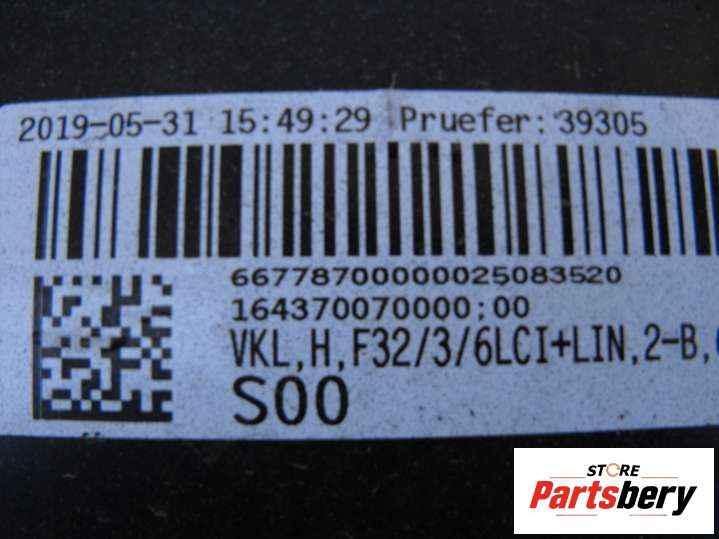 2019-05-31 15:49:29 Pruefer: 39305
66778700000025083520
164370070000:00
VKL,H,F32/3/6LCI+LIN,2-B,
S00
STORE
Partsbery